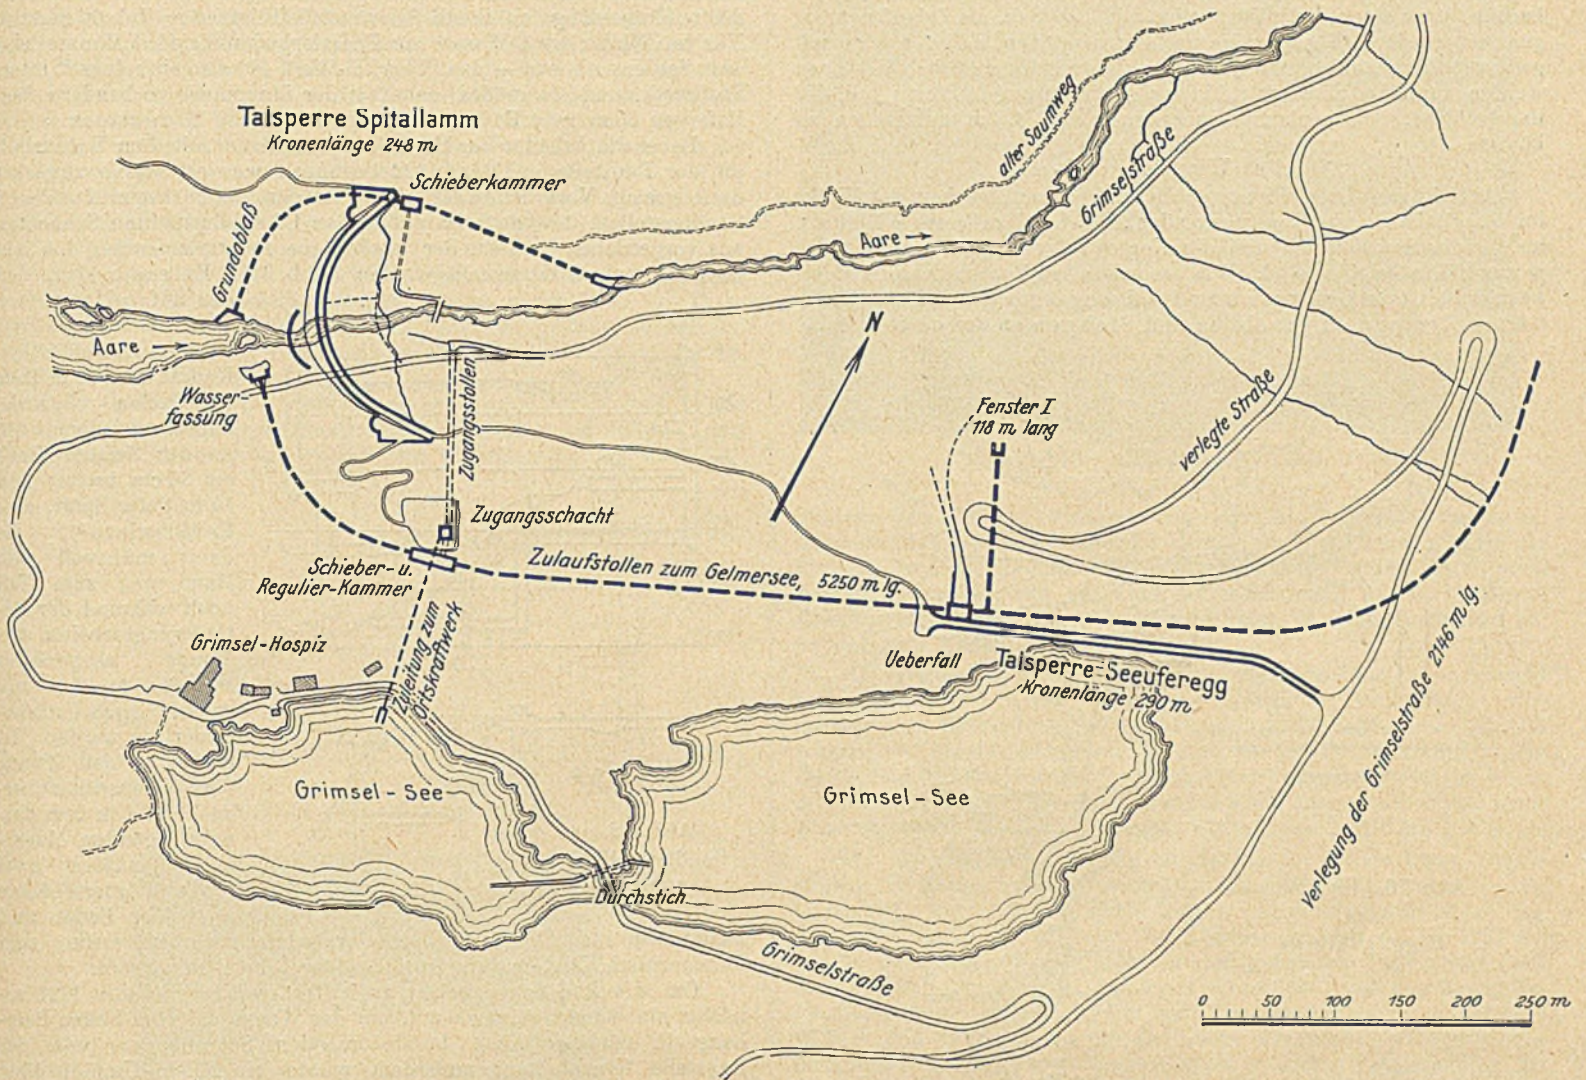 Talsperre Spitallamm
Kronenlänge 248 m
Schieberkammer
Grundablaß
alter Saumweg
Grimselstraße
Aare
Aare
N
Wasser-
fassung
Zugangsstollen
Fenster I
118 m lang
verlegte Straße
Zugangsschacht
Schieber- u.
Regulier-Kammer
Zulaufstollen zum Gelmersee, 5250 m lg.
Zuleitung zum
Ortskraftwerk
Grimsel-Hospiz
Ueberfall
Talsperre-Seeuferegg
Kronenlänge 290 m
Verlegung der Grimselstraße 2146 m lg.
Grimsel-See
Grimsel-See
Durchstich
Grimselstraße
0 50 100 150 200 250 m